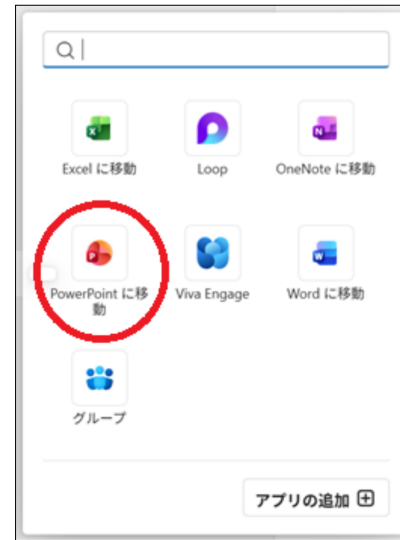 Excel に移動
Loop
OneNote に移動
PowerPoint に移
動
Viva Engage
Word に移動
グループ
アプリの追加